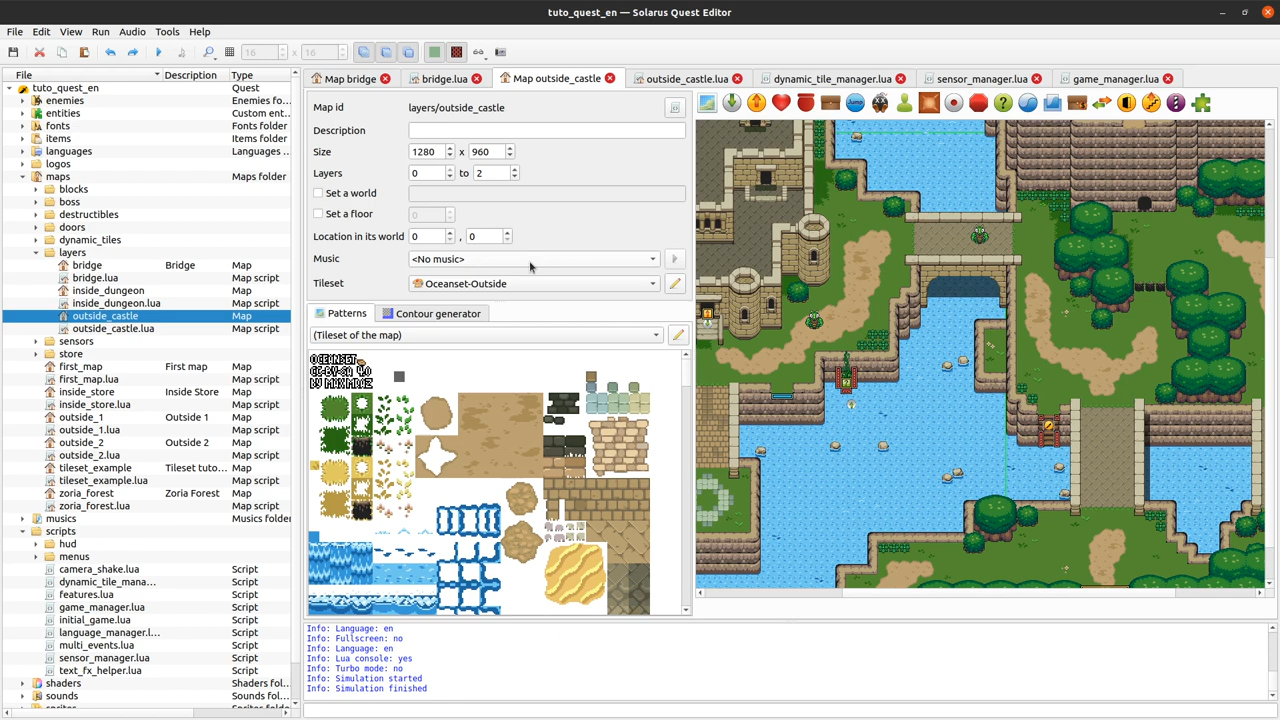 tuto_quest_en — Solarus Quest Editor
File Edit View Run Audio Tools Help
16 x 16
File Description Type
tuto_quest_en
enemies Enemies fo...
entities Custom ent...
fonts Fonts folder
items Items folder
languages Languages ...
logos
maps Maps folder
blocks
boss
destructibles
doors
dynamic_tiles
layers
bridge Bridge Map
bridge.lua Map script
inside_dungeon Map
inside_dungeon.lua Map script
outside_castle Map
outside_castle.lua Map script
sensors
store
first_map First map Map
first_map.lua Map script
inside_store Inside Store Map
inside_store.lua Map script
outside_1 Outside 1 Map
outside_1.lua Map script
outside_2 Outside 2 Map
outside_2.lua Map script
tileset_example Tileset tuto... Map
tileset_example.lua Map script
zoria_forest Zoria Forest Map
zoria_forest.lua Map script
musics Musics folder
scripts
hud
menus
camera_shake.lua Script
dynamic_tile_mana... Script
features.lua Script
game_manager.lua Script
initial_game.lua Script
language_manager.l... Script
multi_events.lua Script
sensor_manager.lua Script
text_fx_helper.lua Script
shaders Shaders fol...
sounds Sounds fol...
Map bridge bridge.lua Map outside_castle outside_castle.lua dynamic_tile_manager.lua sensor_manager.lua game_manager.lua
Map id layers/outside_castle
Description
Size 1280 x 960
Layers 0 to 2
Set a world
Set a floor 0
Location in its world 0 , 0
Music <No music>
Tileset Oceanset-Outside
Patterns Contour generator
(Tileset of the map)
OCEANSET
CC-BY-SA 4.0
Jump
Info: Language: en
Info: Fullscreen: no
Info: Language: en
Info: Lua console: yes
Info: Turbo mode: no
Info: Simulation started
Info: Simulation finished